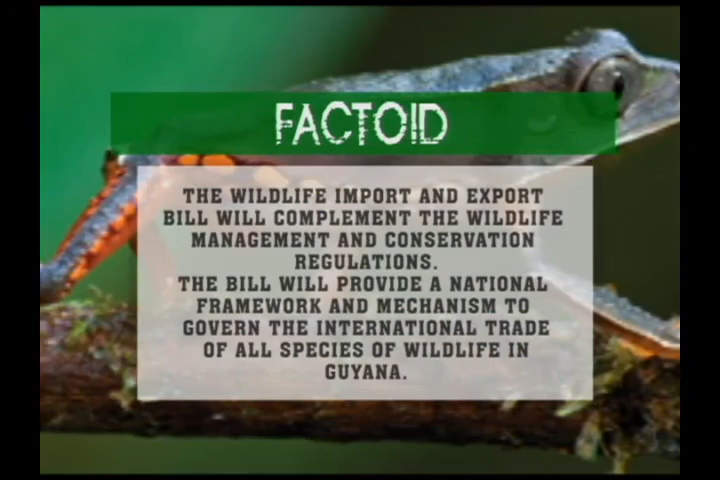 FACTOID
THE WILDLIFE IMPORT AND EXPORT
BILL WILL COMPLEMENT THE WILDLIFE
MANAGEMENT AND CONSERVATION
REGULATIONS.
THE BILL WILL PROVIDE A NATIONAL
FRAMEWORK AND MECHANISM TO
GOVERN THE INTERNATIONAL TRADE
OF ALL SPECIES OF WILDLIFE IN
GUYANA.